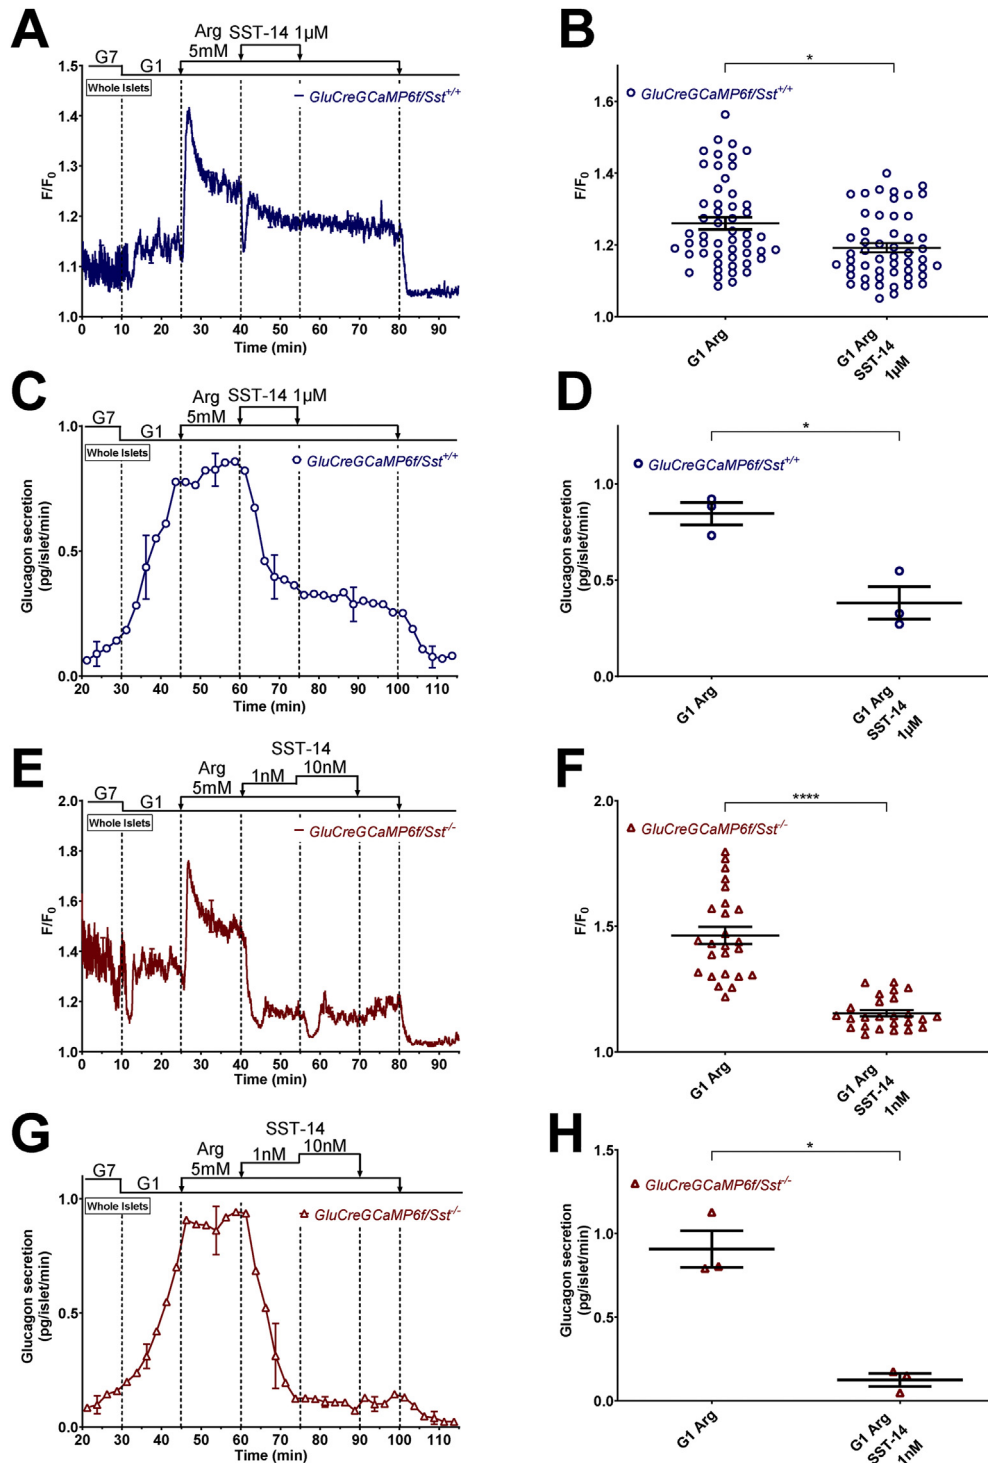 A
Arg SST-14 1µM
G7 G1 5mM
Whole Islets
GluCreGCaMP6f/Sst+/+
1.5
1.4
1.3
1.2
1.1
1.0
F/F0
0 10 20 30 40 50 60 70 80 90
Time (min)
B
*
GluCreGCaMP6f/Sst+/+
1.6
1.4
1.2
1.0
F/F0
G1 Arg
G1 Arg
SST-14
1µM
C
Arg SST-14 1µM
G7 G1 5mM
Whole Islets
GluCreGCaMP6f/Sst+/+
1.0
0.5
0.0
Glucagon secretion
(pg/islet/min)
20 30 40 50 60 70 80 90 100 110
Time (min)
D
*
GluCreGCaMP6f/Sst+/+
1.0
0.5
0.0
Glucagon secretion
(pg/islet/min)
G1 Arg
G1 Arg
SST-14
1µM
E
SST-14
Arg 1nM 10nM
G7 G1 5mM
Whole Islets
GluCreGCaMP6f/Sst-/-
2.0
1.8
1.6
1.4
1.2
1.0
F/F0
0 10 20 30 40 50 60 70 80 90
Time (min)
F
****
GluCreGCaMP6f/Sst-/-
2.0
1.5
1.0
F/F0
G1 Arg
G1 Arg
SST-14
1nM
G
SST-14
Arg 1nM 10nM
G7 G1 5mM
Whole Islets
GluCreGCaMP6f/Sst-/-
1.0
0.5
0.0
Glucagon secretion
(pg/islet/min)
20 30 40 50 60 70 80 90 100 110
Time (min)
H
*
GluCreGCaMP6f/Sst-/-
1.5
1.0
0.5
0.0
Glucagon secretion
(pg/islet/min)
G1 Arg
G1 Arg
SST-14
1nM